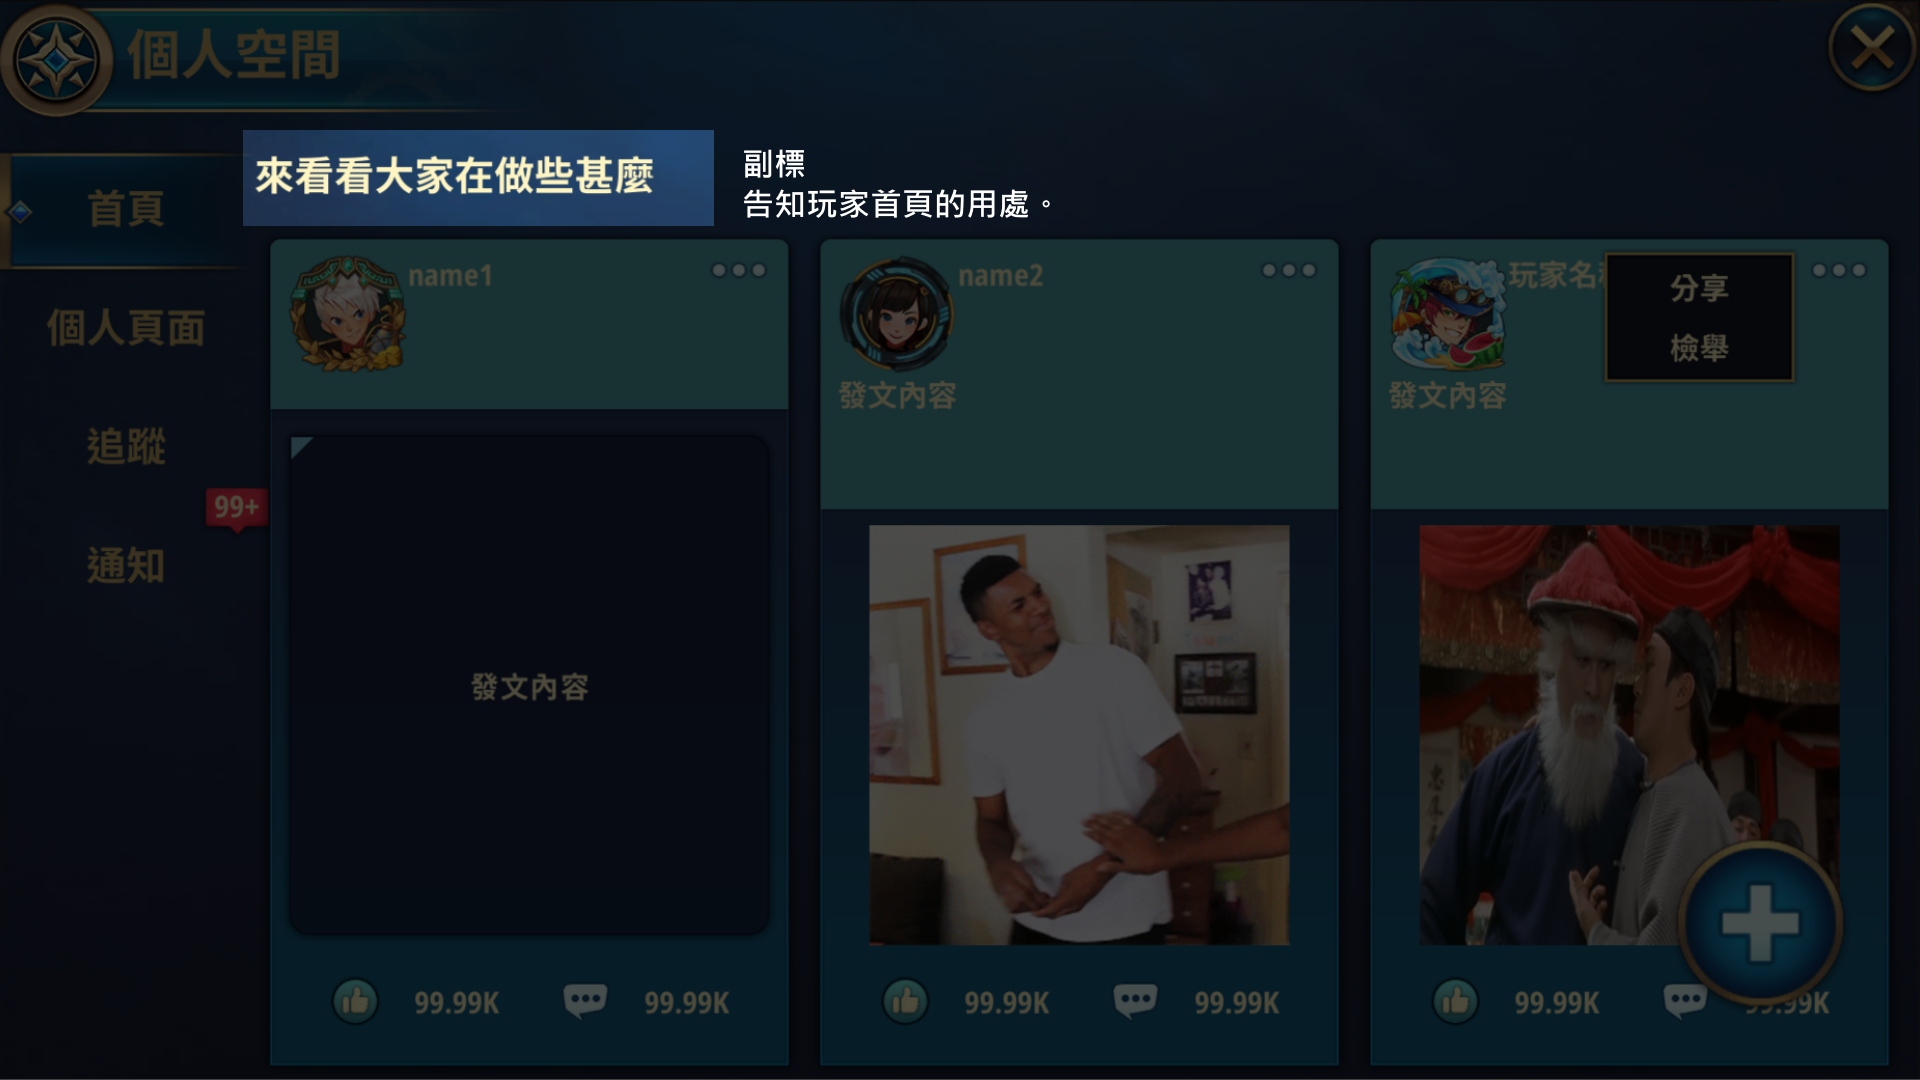 個人空間
來看看大家在做些甚麼
副標
告知玩家首頁的用處。
首頁
個人頁面
追蹤
99+
通知
name1
發文內容
99.99K
99.99K
name2
發文內容
99.99K
99.99K
玩家名
分享
檢舉
發文內容
99.99K
99.99K